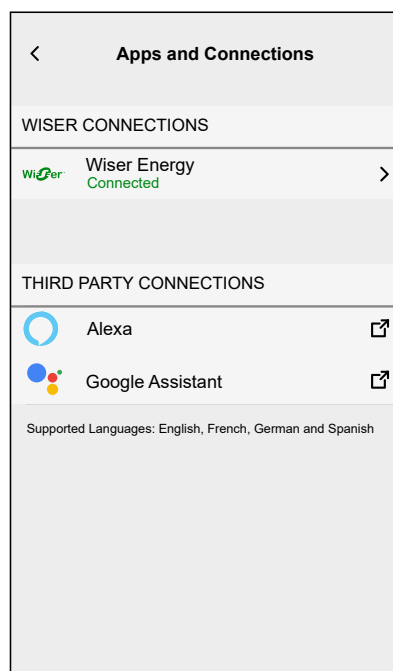 Apps and Connections
WISER CONNECTIONS
Wiser
Wiser Energy
Connected
THIRD PARTY CONNECTIONS
Alexa
Google Assistant
Supported Languages: English, French, German and Spanish